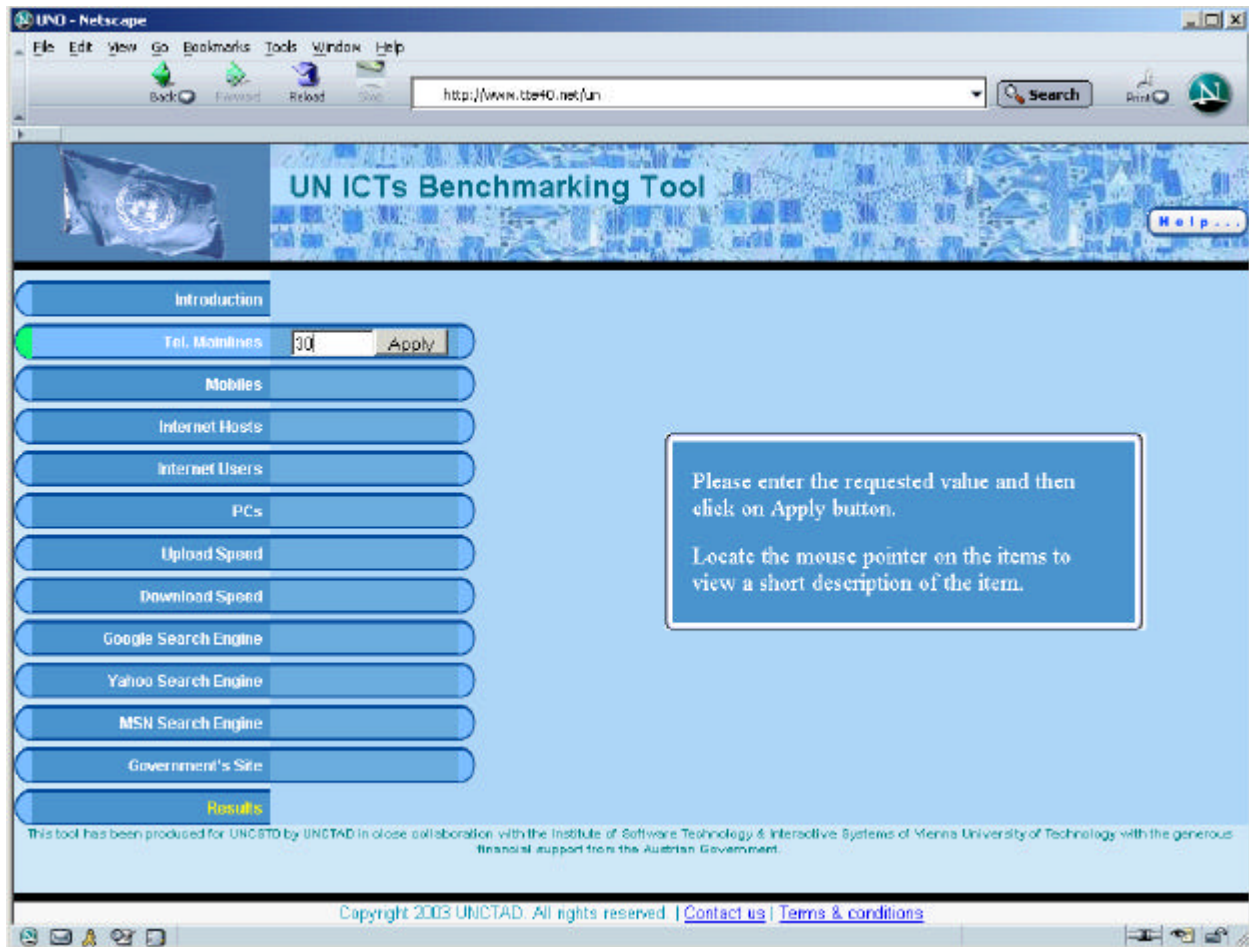 UNO - Netscape
File Edit View Go Bookmarks Tools Window Help
Back Forward Reload Stop http://www.tte40.net/un Search Print N
UN ICTs Benchmarking Tool
Help...
Introduction
Tel. Mainlines 30 Apply
Mobiles
Internet Hosts
Internet Users
PCs
Upload Speed
Download Speed
Google Search Engine
Yahoo Search Engine
MSN Search Engine
Government's Site
Results
Please enter the requested value and then
click on Apply button.
Locate the mouse pointer on the items to
view a short description of the item.
This tool has been produced for UNCSTD by UNCTAD in close collaboration with the Institute of Software Technology & Interactive Systems of Vienna University of Technology with the generous
financial support from the Austrian Government.
Copyright 2003 UNCTAD. All rights reserved. | Contact us | Terms & conditions